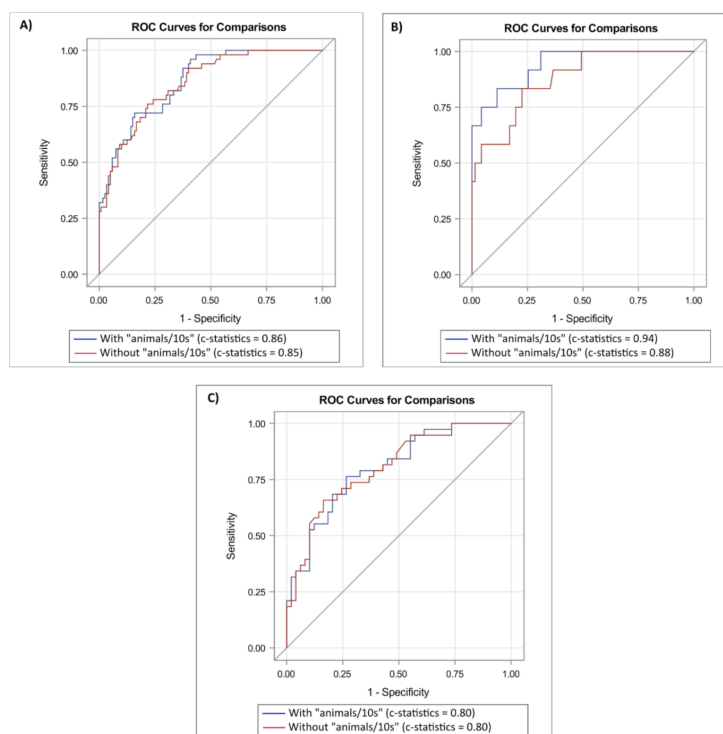 A)
ROC Curves for Comparisons
1.00
0.75
0.50
0.25
0.00
Sensitivity
0.00 0.25 0.50 0.75 1.00
1 - Specificity
With "animals/10s" (c-statistics = 0.86)
Without "animals/10s" (c-statistics = 0.85)
B)
ROC Curves for Comparisons
1.00
0.75
0.50
0.25
0.00
Sensitivity
0.00 0.25 0.50 0.75 1.00
1 - Specificity
With "animals/10s" (c-statistics = 0.94)
Without "animals/10s" (c-statistics = 0.88)
C)
ROC Curves for Comparisons
1.00
0.75
0.50
0.25
0.00
Sensitivity
0.00 0.25 0.50 0.75 1.00
1 - Specificity
With "animals/10s" (c-statistics = 0.80)
Without "animals/10s" (c-statistics = 0.80)